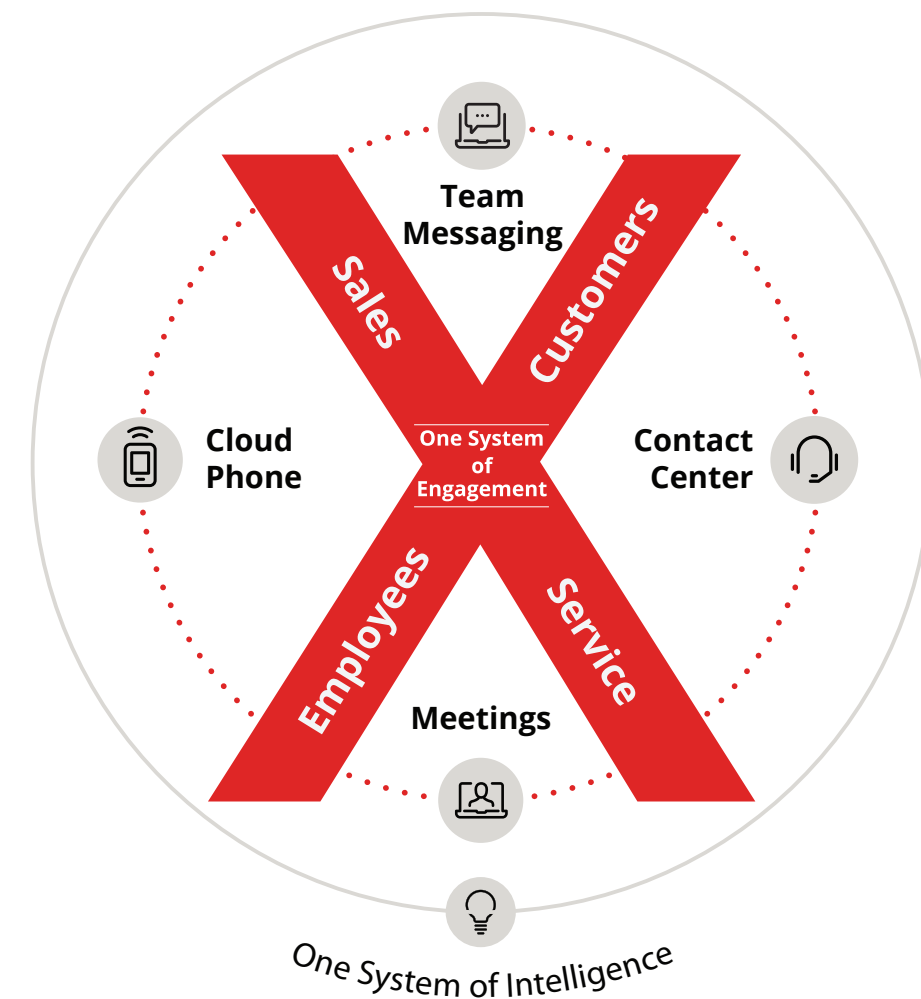 Team
Messaging
Sales
Customers
Cloud
Phone
One System
of
Engagement
Contact
Center
Employees
Service
Meetings
One System of Intelligence